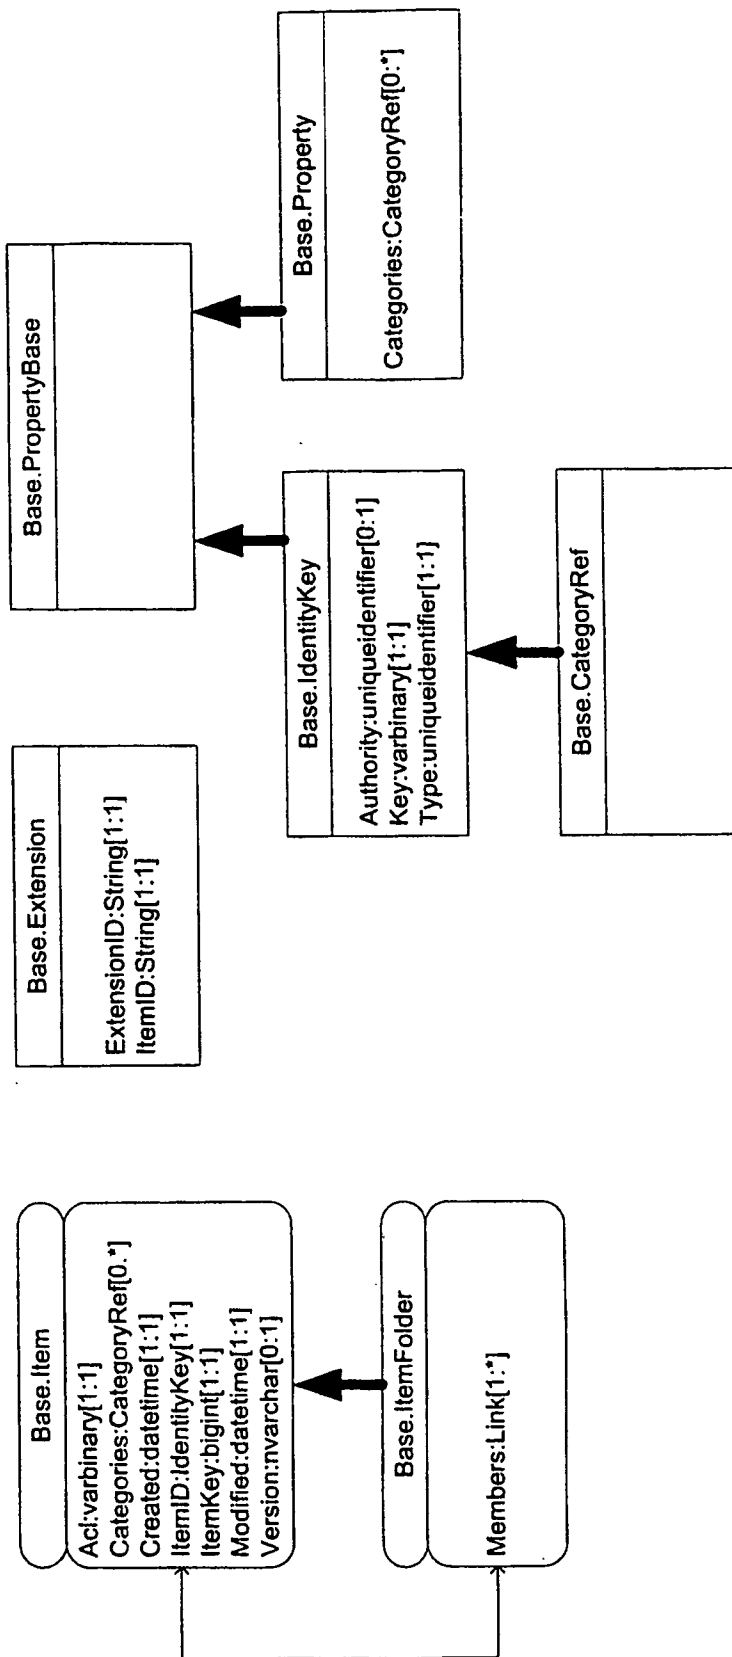 Base.Item
Acl:varbinary[1:1]
Categories:CategoryRef[0.*]
Created:datetime[1:1]
ItemID:IdentityKey[1:1]
ItemKey:bigint[1:1]
Modified:datetime[1:1]
Version:nvarchar[0:1]
Base.ItemFolder
Members:Link[1:*]
Base.Extension
ExtensionID:String[1:1]
ItemID:String[1:1]
Base.PropertyBase
Base.IdentityKey
Authority:uniqueidentifier[0:1]
Key:varbinary[1:1]
Type:uniqueidentifier[1:1]
Base.Property
Categories:CategoryRef[0:*]
Base.CategoryRef